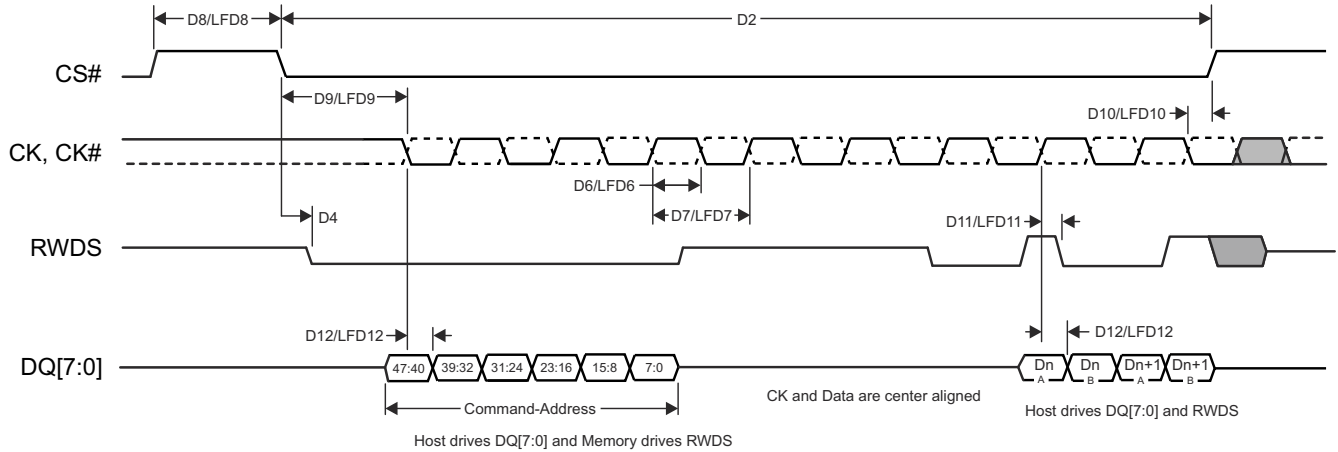 D8/LFD8
D2
CS#
D9/LFD9
D10/LFD10
CK, CK#
D6/LFD6
D7/LFD7
D4
D11/LFD11
RWDS
D12/LFD12
D12/LFD12
DQ[7:0]
47:40 39:32 31:24 23:16 15:8 7:0
Dn Dn Dn+1 Dn+1
A B A B
CK and Data are center aligned
Command-Address
Host drives DQ[7:0] and RWDS
Host drives DQ[7:0] and Memory drives RWDS